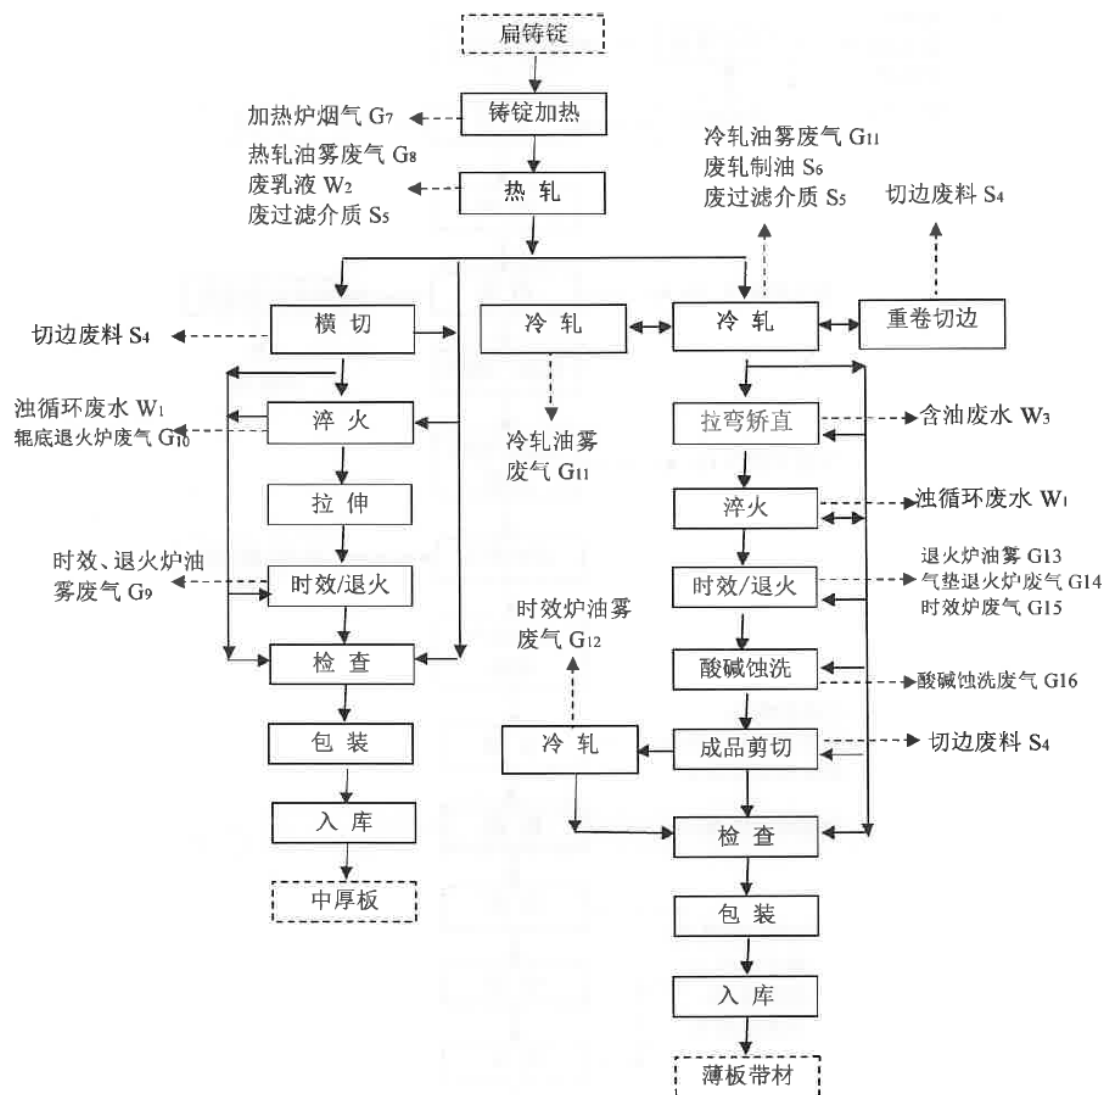 扁铸锭
铸锭加热
加热炉烟气 G7
热轧油雾废气 G8
废乳液 W2
废过滤介质 S5
热 轧
冷轧油雾废气 G11
废轧制油 S6
废过滤介质 S5
切边废料 S4
横 切
冷 轧
冷 轧
重卷切边
切边废料 S4
浊循环废水 W1
辊底退火炉废气 G10
淬 火
冷轧油雾
废气 G11
拉弯矫直
含油废水 W3
拉 伸
淬火
浊循环废水 W1
时效、退火炉油
雾废气 G9
时效/退火
时效/退火
退火炉油雾 G13
气垫退火炉废气 G14
时效炉废气 G15
时效炉油雾
废气 G12
检 查
酸碱蚀洗
酸碱蚀洗废气 G16
包 装
冷 轧
成品剪切
切边废料 S4
入 库
检 查
中厚板
包 装
入 库
薄板带材